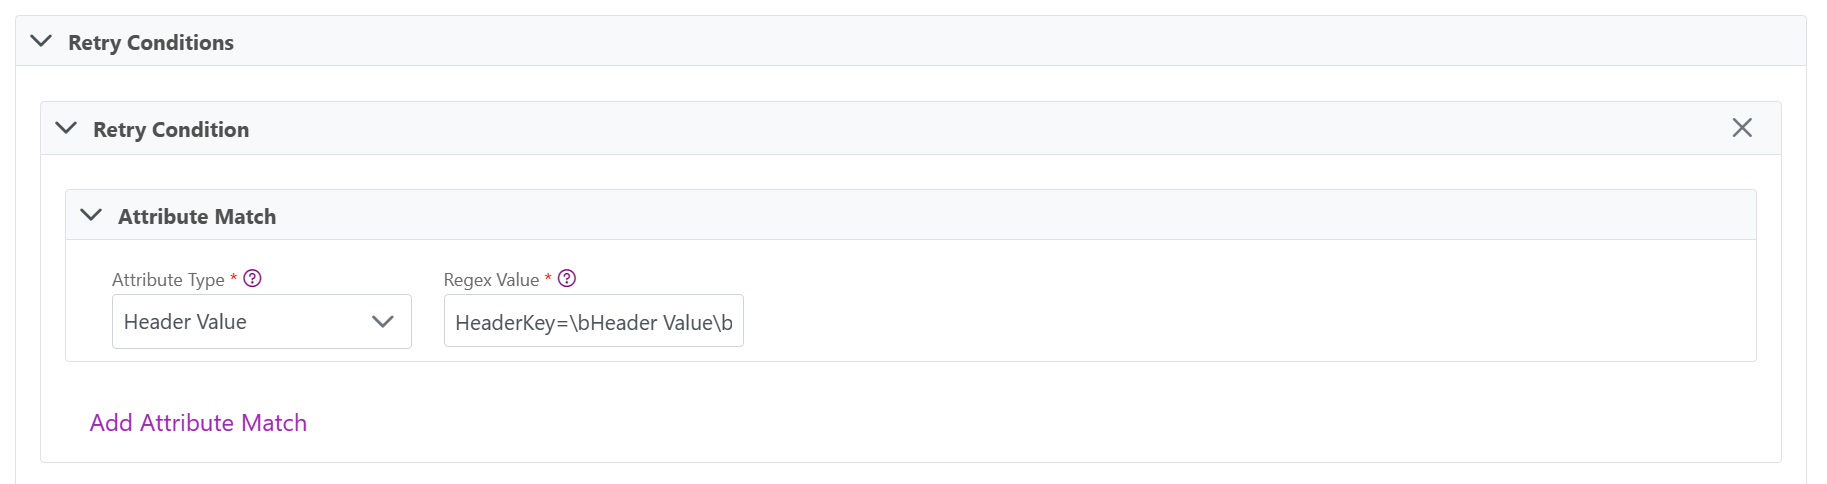 Retry Conditions
Retry Condition
Attribute Match
Attribute Type * Regex Value *
Header Value HeaderKey=\bHeader Value\b
Add Attribute Match